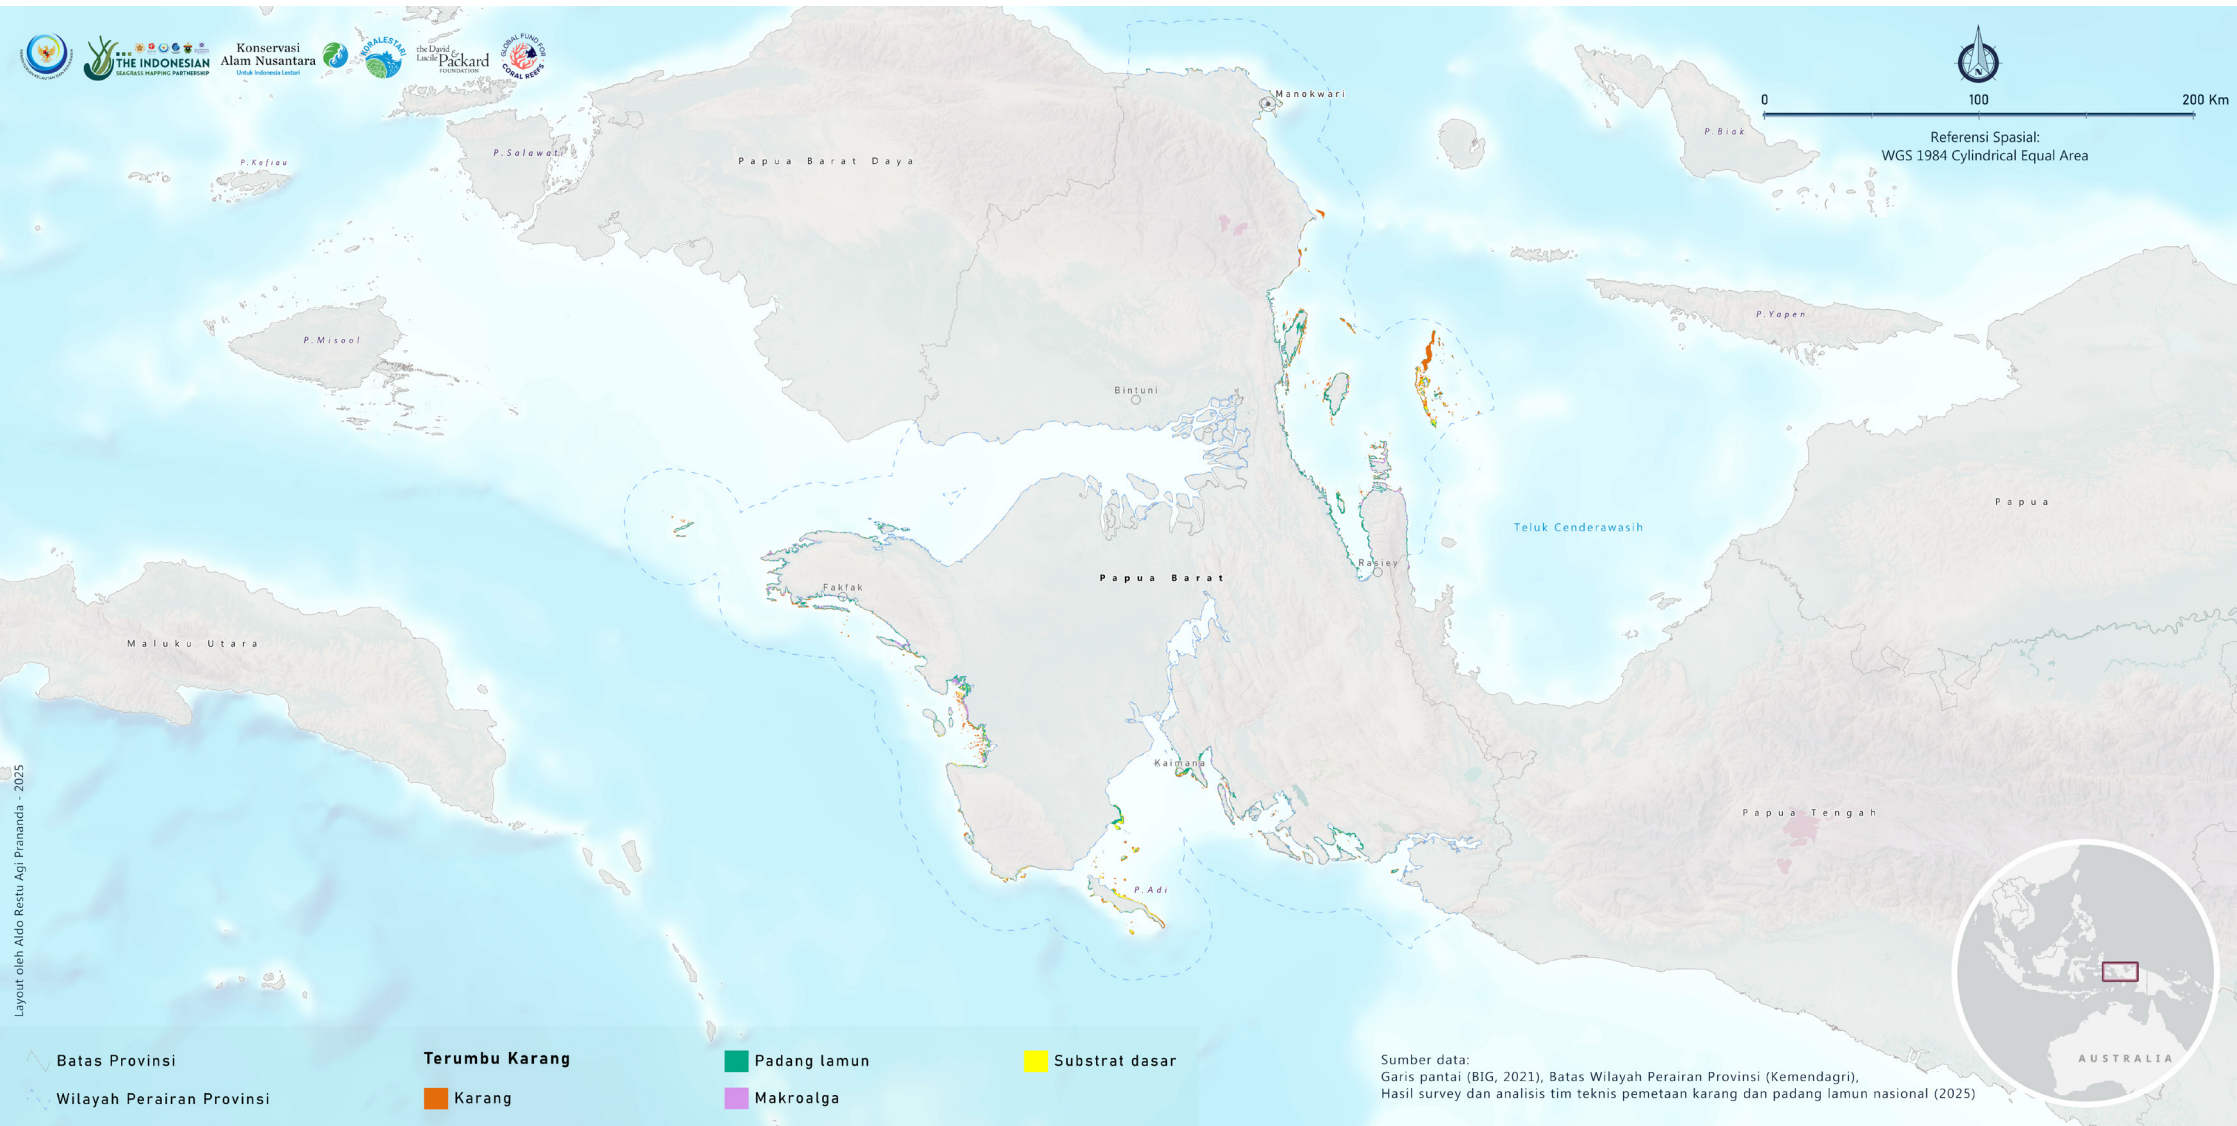 THE INDONESIAN
SEAGRASS MAPPING PARTNERSHIP
Konservasi
Alam Nusantara
Untuk Indonesia Lestari
KORALESTARI
the David
& Lucile Packard
FOUNDATION
GLOBAL FUND FOR
CORAL REEFS
N
0 100 200 Km
Referensi Spasial:
WGS 1984 Cylindrical Equal Area
Manokwari
P. Biak
P. Salawati
P. Kofiau
Papua Barat Daya
P. Yapen
P. Misool
Bintuni
Papua
Teluk Cenderawasih
Rasiey
Papua Barat
Fakfak
Maluku Utara
Kaimana
Papua Tengah
P. Adi
AUSTRALIA
Layout oleh Aldo Restu Agi Prananda - 2025
Batas Provinsi
Wilayah Perairan Provinsi
Terumbu Karang
Karang
Padang lamun
Makroalga
Substrat dasar
Sumber data:
Garis pantai (BIG, 2021), Batas Wilayah Perairan Provinsi (Kemendagri),
Hasil survey dan analisis tim teknis pemetaan karang dan padang lamun nasional (2025)